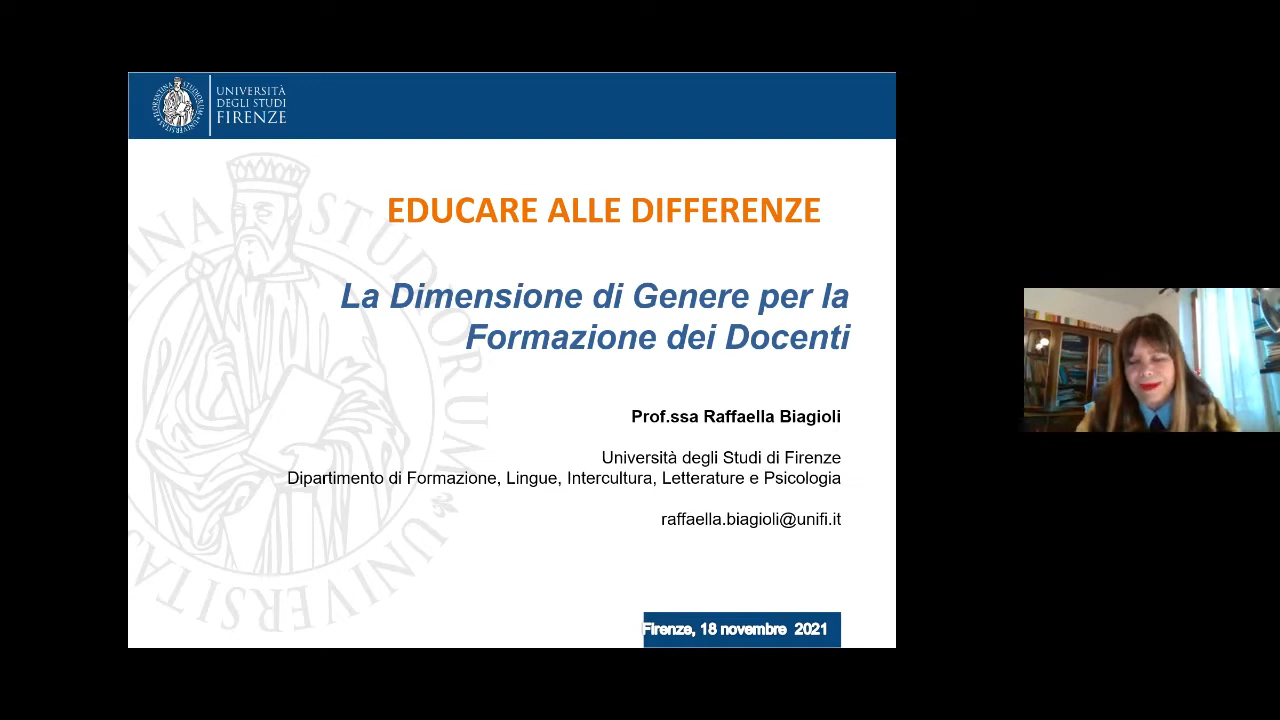 UNIVERSITÀ
DEGLI STUDI
FIRENZE
EDUCARE ALLE DIFFERENZE
La Dimensione di Genere per la
Formazione dei Docenti
Prof.ssa Raffaella Biagioli
Università degli Studi di Firenze
Dipartimento di Formazione, Lingue, Intercultura, Letterature e Psicologia
raffaella.biagioli@unifi.it
Firenze, 18 novembre 2021